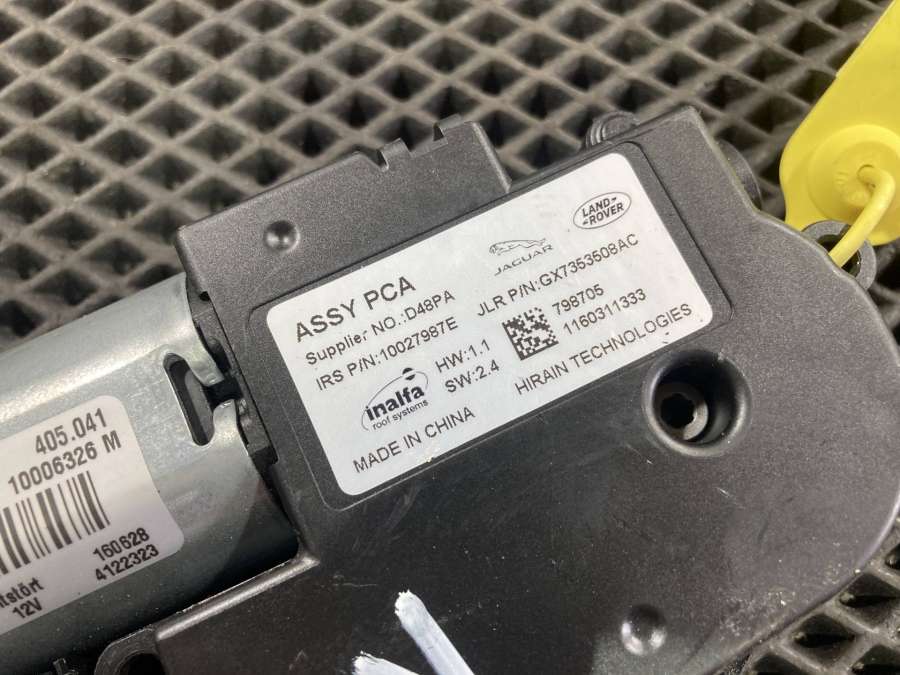 LAND-
ROVER
JAGUAR
ASSY PCA
Supplier NO.:D48PA
JLR P/N:GX7353508AC
IRS P/N:10027987E
798705
1160311333
HW:1.1
SW:2.4
HIRAIN TECHNOLOGIES
inalfa
roof systems
MADE IN CHINA
405.041
10006326 M
160628
4122323
12V